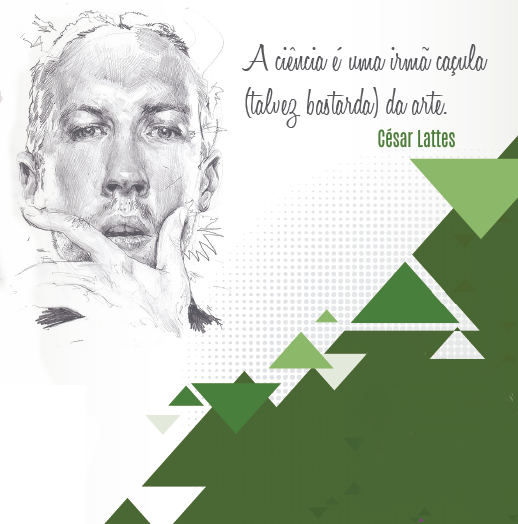 A ciência é uma irmã caçula
(talvez bastarda) da arte.
César Lattes